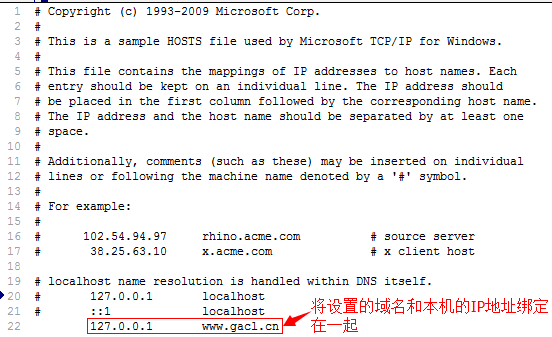 1 # Copyright (c) 1993-2009 Microsoft Corp.
2 #
3 # This is a sample HOSTS file used by Microsoft TCP/IP for Windows.
4 #
5 # This file contains the mappings of IP addresses to host names. Each
6 # entry should be kept on an individual line. The IP address should
7 # be placed in the first column followed by the corresponding host name.
8 # The IP address and the host name should be separated by at least one
9 # space.
10 #
11 # Additionally, comments (such as these) may be inserted on individual
12 # lines or following the machine name denoted by a '#' symbol.
13 #
14 # For example:
15 #
16 # 102.54.94.97 rhino.acme.com # source server
17 # 38.25.63.10 x.acme.com # x client host
18
19 # localhost name resolution is handled within DNS itself.
20 # 127.0.0.1 localhost
21 # ::1 localhost
22 127.0.0.1 www.gacl.cn
将设置的域名和本机的IP地址绑定
在一起